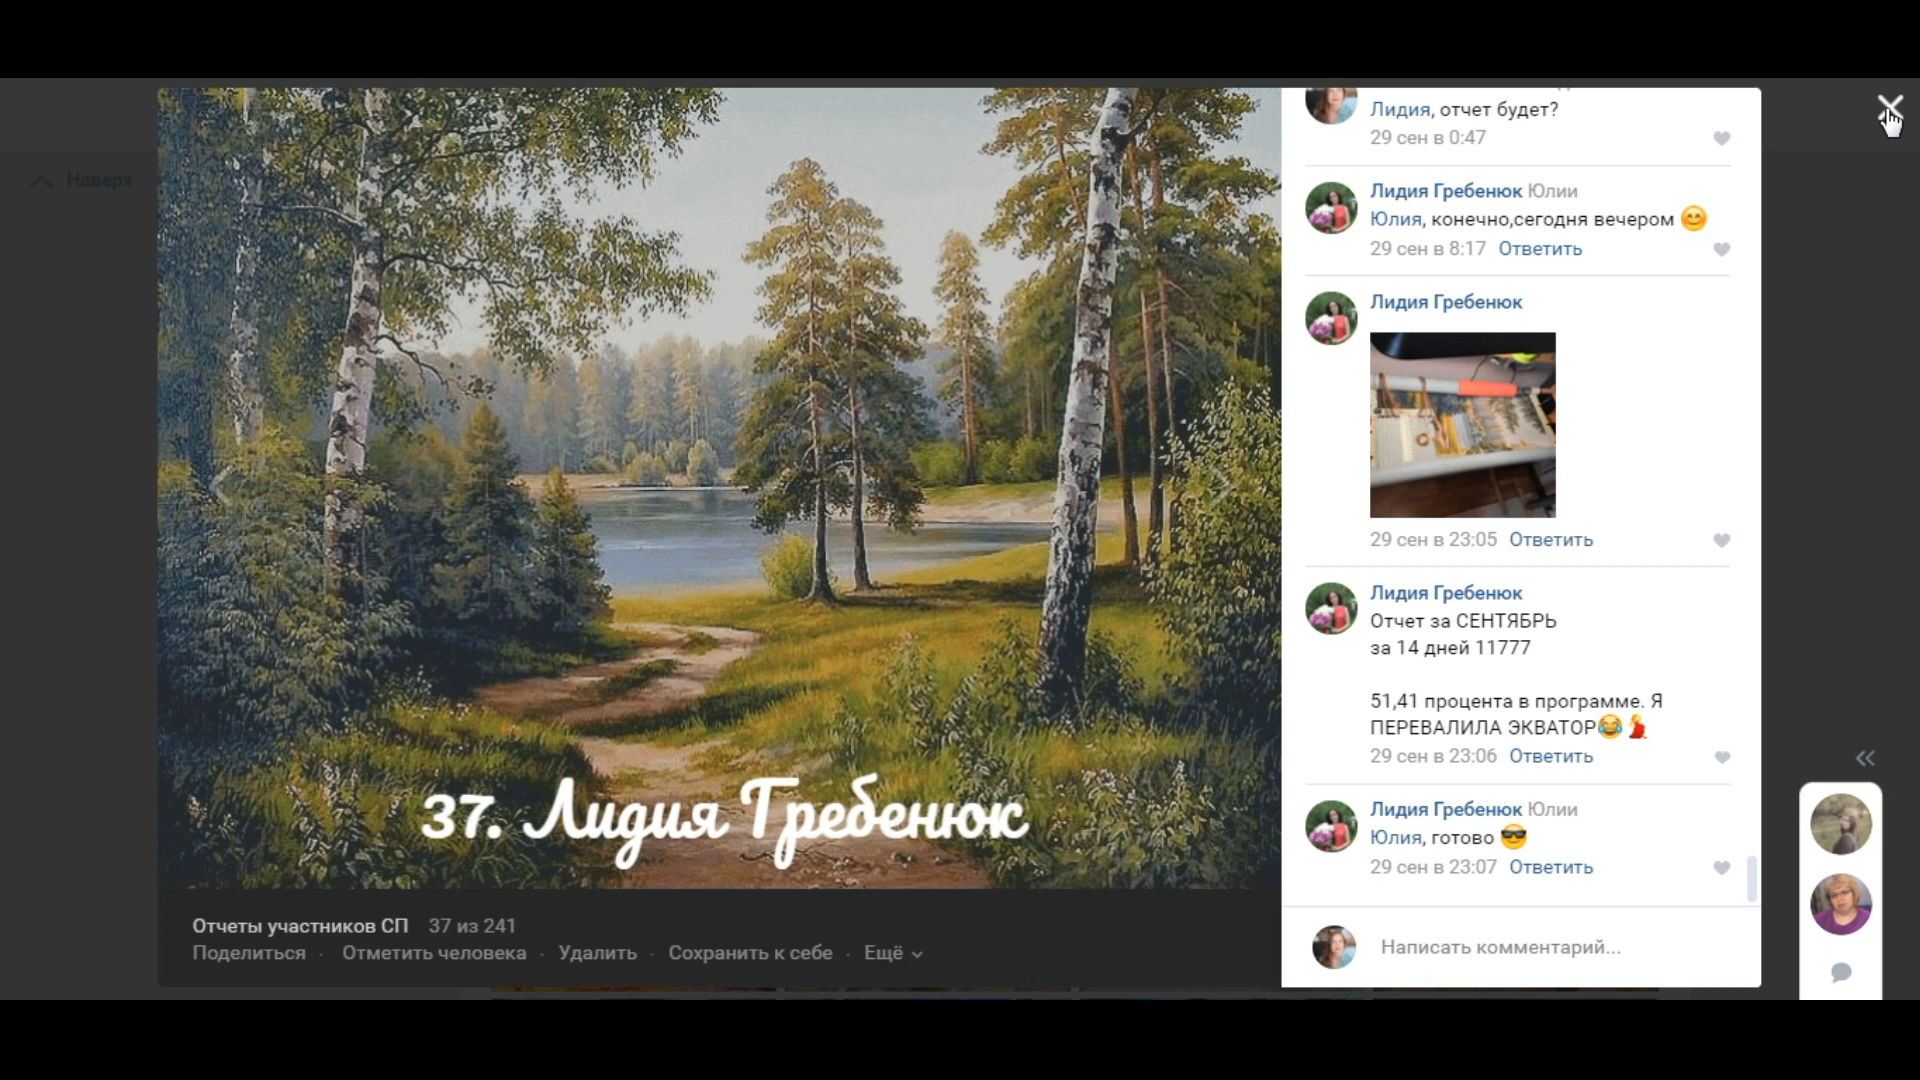 Наверх
Лидия, отчет будет?
29 сен в 0:47
Лидия Гребенюк Юлии
Юлия, конечно,сегодня вечером 😊
29 сен в 8:17 Ответить
Лидия Гребенюк
29 сен в 23:05 Ответить
Лидия Гребенюк
Отчет за СЕНТЯБРЬ
за 14 дней 11777
51,41 процента в программе. Я
ПЕРЕВАЛИЛА ЭКВАТОР😂💃
29 сен в 23:06 Ответить
Лидия Гребенюк Юлии
Юлия, готово 😎
29 сен в 23:07 Ответить
Написать комментарий...
37. Лидия Гребенюк
Отчеты участников СП 37 из 241
Поделиться · Отметить человека · Удалить · Сохранить к себе · Ещё